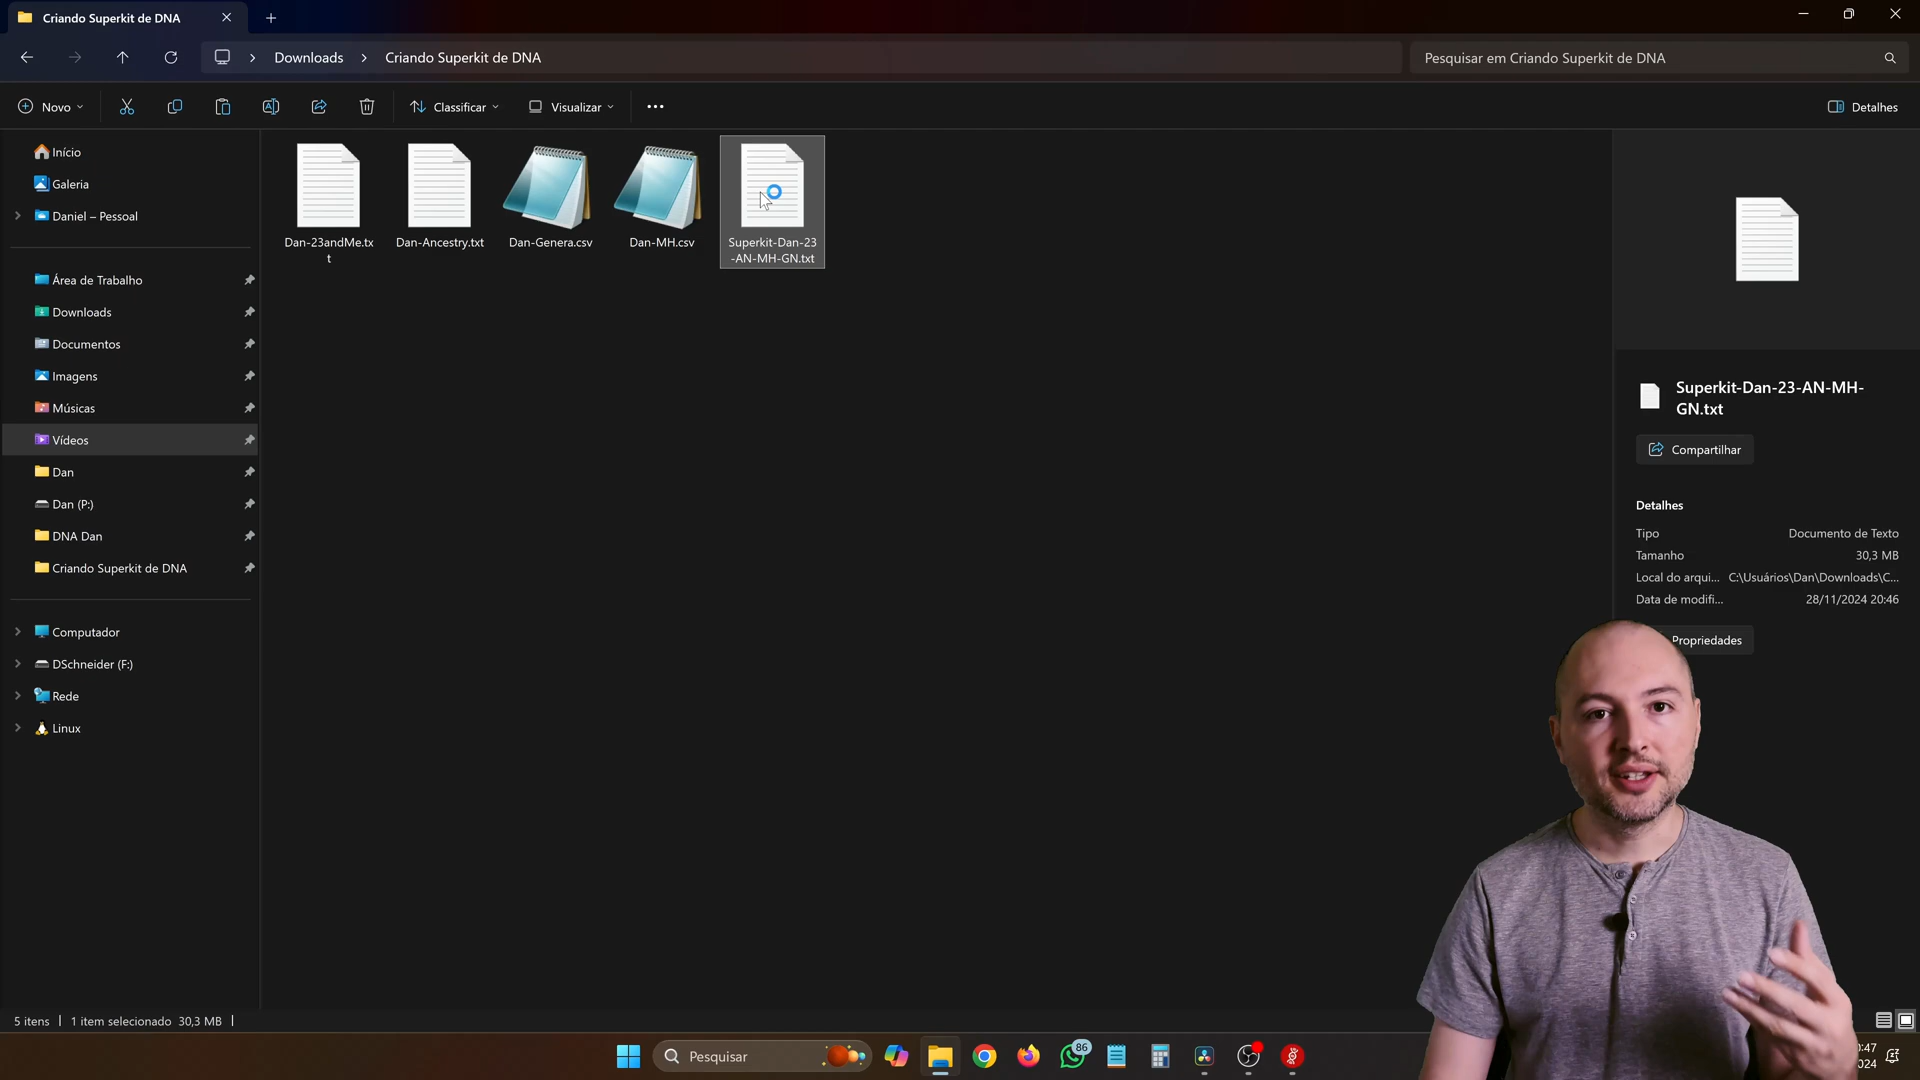 Criando Superkit de DNA
Downloads
Criando Superkit de DNA
Pesquisar em Criando Superkit de DNA
Novo
Classificar
Visualizar
Detalhes
Início
Galeria
Daniel – Pessoal
Área de Trabalho
Downloads
Documentos
Imagens
Músicas
Vídeos
Dan
Dan (P:)
DNA Dan
Criando Superkit de DNA
Computador
DSchneider (F:)
Rede
Linux
Dan-23andMe.tx
t
Dan-Ancestry.txt
Dan-Genera.csv
Dan-MH.csv
Superkit-Dan-23
-AN-MH-GN.txt
Superkit-Dan-23-AN-MH-
GN.txt
Compartilhar
Detalhes
Tipo Documento de Texto
Tamanho 30,3 MB
Local do arqui... C:\Usuários\Dan\Downloads\C...
Data de modifi... 28/11/2024 20:46
Propriedades
5 itens 1 item selecionado 30,3 MB
Pesquisar
86
:47
024